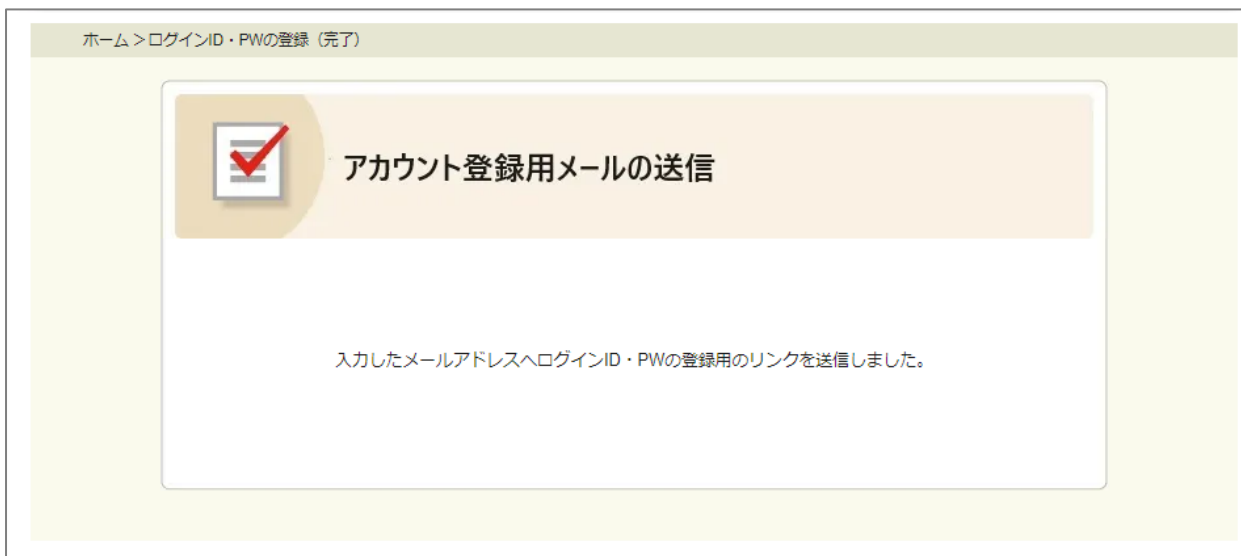 ホーム >ログインID・PWの登録（完了）
アカウント登録用メールの送信
入力したメールアドレスへログインID・PWの登録用のリンクを送信しました。